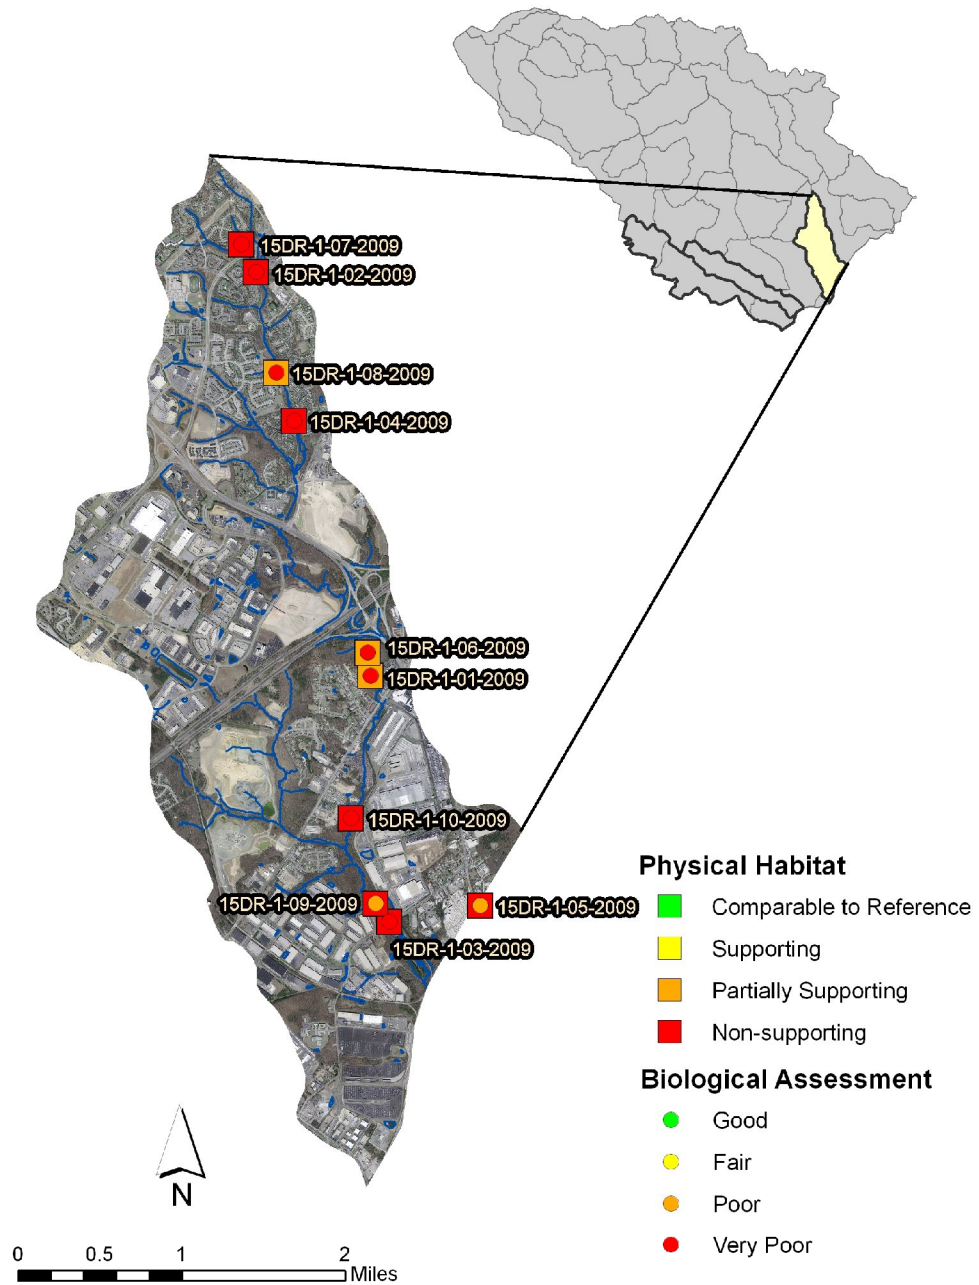 15DR-1-07-2009
15DR-1-02-2009
15DR-1-08-2009
15DR-1-04-2009
15DR-1-06-2009
15DR-1-01-2009
15DR-1-10-2009
15DR-1-09-2009
15DR-1-05-2009
15DR-1-03-2009
Physical Habitat
Comparable to Reference
Supporting
Partially Supporting
Non-supporting
Biological Assessment
Good
Fair
Poor
Very Poor
N
0 0.5 1 2
Miles